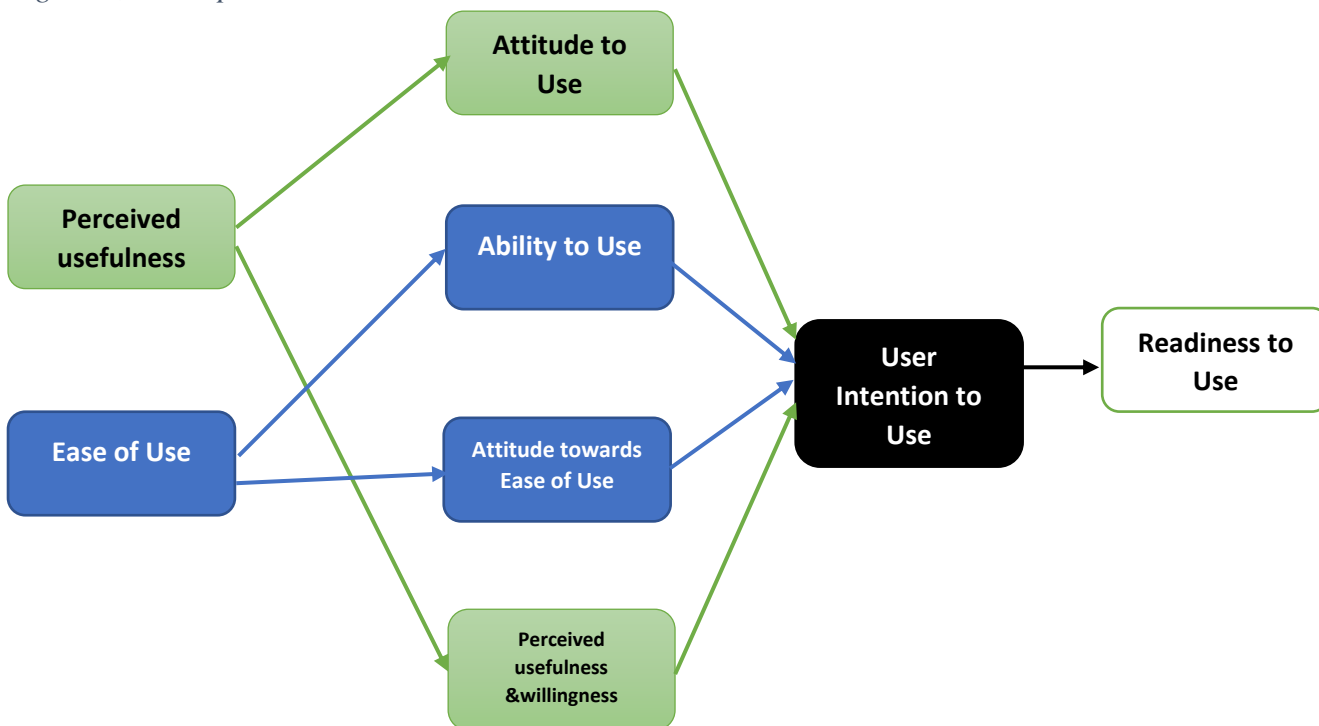 Attitude to
Use
Perceived
usefulness
Ability to Use
User
Intention to
Use
Readiness to
Use
Ease of Use
Attitude towards
Ease of Use
Perceived
usefulness
&willingness